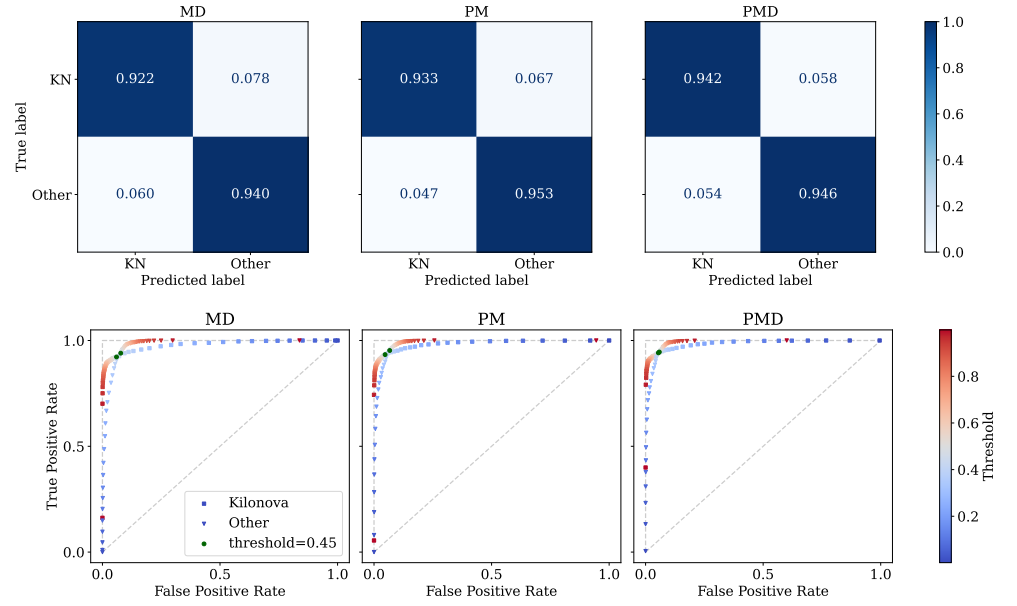 MD PM PMD
KN 0.922 0.078 0.933 0.067 0.942 0.058
Other 0.060 0.940 0.047 0.953 0.054 0.946
True label
KN Other KN Other KN Other
Predicted label Predicted label Predicted label
1.0
0.8
0.6
0.4
0.2
0.0
MD PM PMD
1.0
0.5
0.0
True Positive Rate
Kilonova
Other
threshold=0.45
0.0 0.5 1.0 0.0 0.5 1.0 0.0 0.5 1.0
False Positive Rate False Positive Rate False Positive Rate
0.8
0.6
0.4
0.2
Threshold